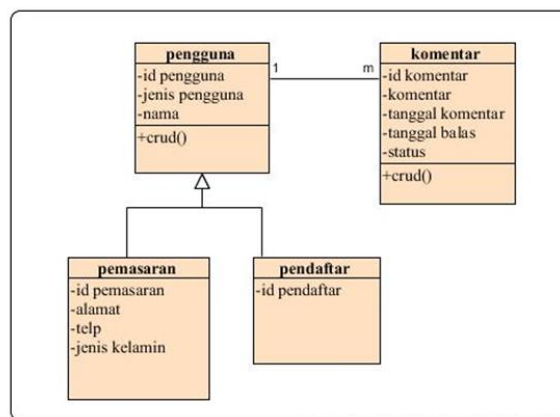 pengguna
-id pengguna
-jenis pengguna
-nama
+crud()
1
m
komentar
-id komentar
-komentar
-tanggal komentar
-tanggal balas
-status
+crud()
pemasaran
-id pemasaran
-alamat
-telp
-jenis kelamin
pendaftar
-id pendaftar